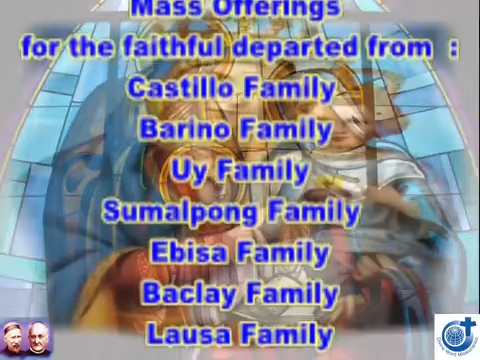 Mass Offerings
for the faithful departed from :
Castillo Family
Barino Family
Uy Family
Sumalpong Family
Ebisa Family
Baclay Family
Lausa Family